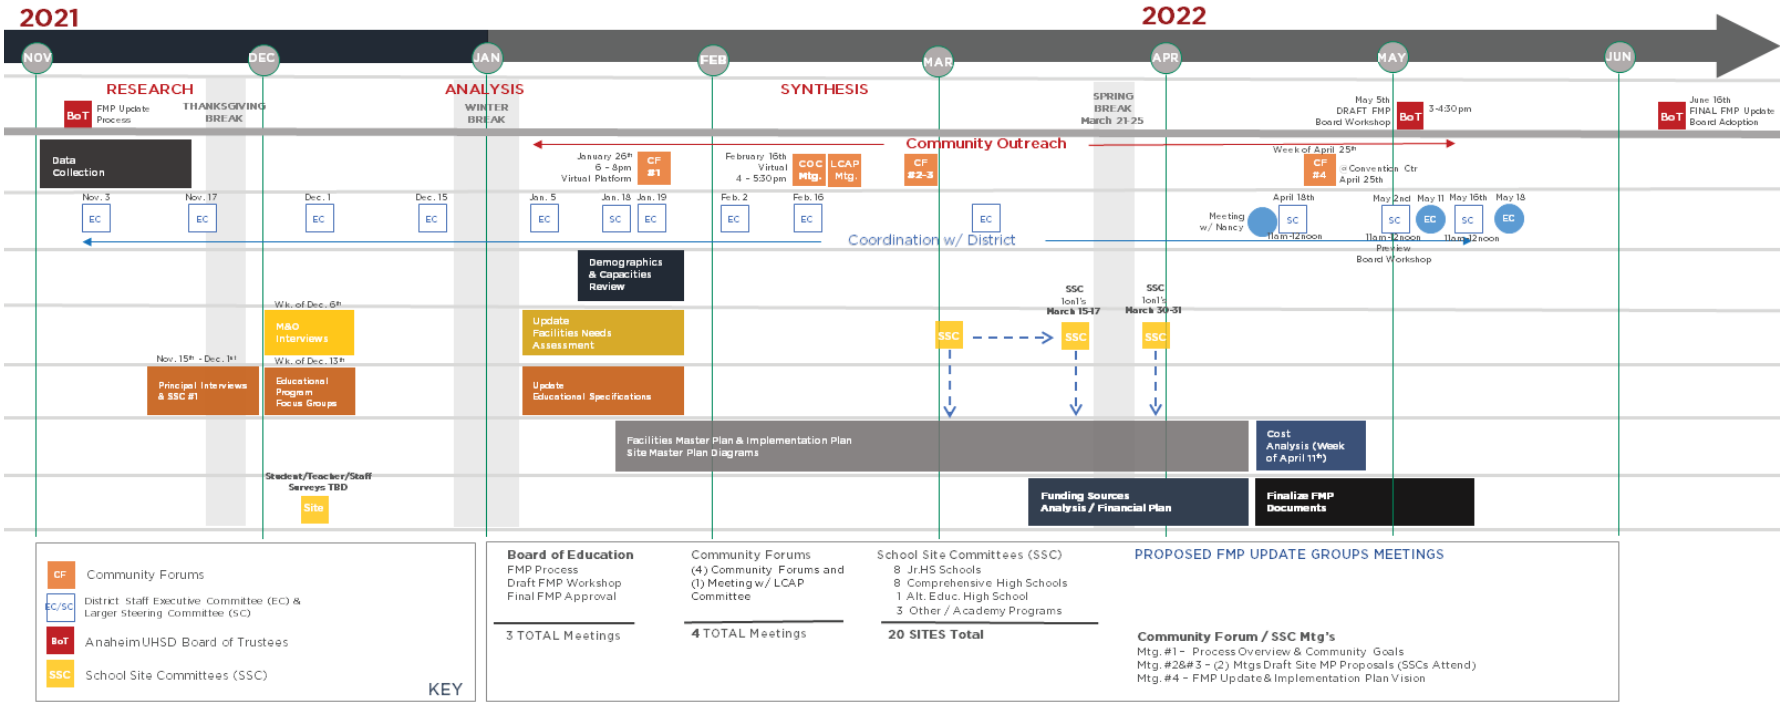 2021
2022
NOV
DEC
JAN
FEB
MAR
APR
MAY
JUN
RESEARCH
ANALYSIS
SYNTHESIS
THANKSGIVING
BREAK
WINTER
BREAK
SPRING
BREAK
March 21-25
BoT
FMP Update
Process
May 5th
DRAFT FMP
Board Workshop
BoT
3-4:30pm
BoT
June 16th
FINAL FMP Update
Board Adoption
Community Outreach
Data
Collection
January 26th
6 – 8pm
Virtual Platform
CF
#1
February 16th
Virtual
4 – 5:30pm
COC
Mtg.
LCAP
Mtg.
CF
#2-3
Week of April 25th
CF
#4
@Convention Ctr
April 25th
Nov. 3
EC
Nov. 17
EC
Dec. 1
EC
Dec. 15
EC
Jan. 5
EC
Jan. 18
SC
Jan. 19
EC
Feb. 2
EC
Feb. 16
EC
EC
Meeting
w/ Nancy
April 18th
SC
11am-12noon
May 2nd
SC
11am-12noon
Preview
Board Workshop
May 11
EC
May 16th
SC
11am-12noon
May 18
EC
Coordination w/ District
Demographics
& Capacities
Review
Wk. of Dec. 6th
M&O
Interviews
Update
Facilities Needs
Assessment
SSC
SSC
1on1's
March 15-17
SSC
SSC
1on1's
March 30-31
SSC
Nov. 15th - Dec. 1st
Principal Interviews
& SSC #1
Wk. of Dec. 13th
Educational
Program
Focus Groups
Update
Educational Specifications
Facilities Master Plan & Implementation Plan
Site Master Plan Diagrams
Cost
Analysis (Week
of April 11th)
Student/Teacher/Staff
Surveys TBD
Site
Funding Sources
Analysis / Financial Plan
Finalize FMP
Documents
CF
Community Forums
EC/SC
District Staff Executive Committee (EC) &
Larger Steering Committee (SC)
BoT
Anaheim UHSD Board of Trustees
SSC
School Site Committees (SSC)
KEY
Board of Education
FMP Process
Draft FMP Workshop
Final FMP Approval
3 TOTAL Meetings
Community Forums
(4) Community Forums and
(1) Meeting w/ LCAP
Committee
4 TOTAL Meetings
School Site Committees (SSC)
8 Jr.HS Schools
8 Comprehensive High Schools
1 Alt. Educ. High School
3 Other / Academy Programs
20 SITES Total
PROPOSED FMP UPDATE GROUPS MEETINGS
Community Forum / SSC Mtg's
Mtg. #1 – Process Overview & Community Goals
Mtg. #2&#3 – (2) Mtgs Draft Site MP Proposals (SSCs Attend)
Mtg. #4 – FMP Update & Implementation Plan Vision